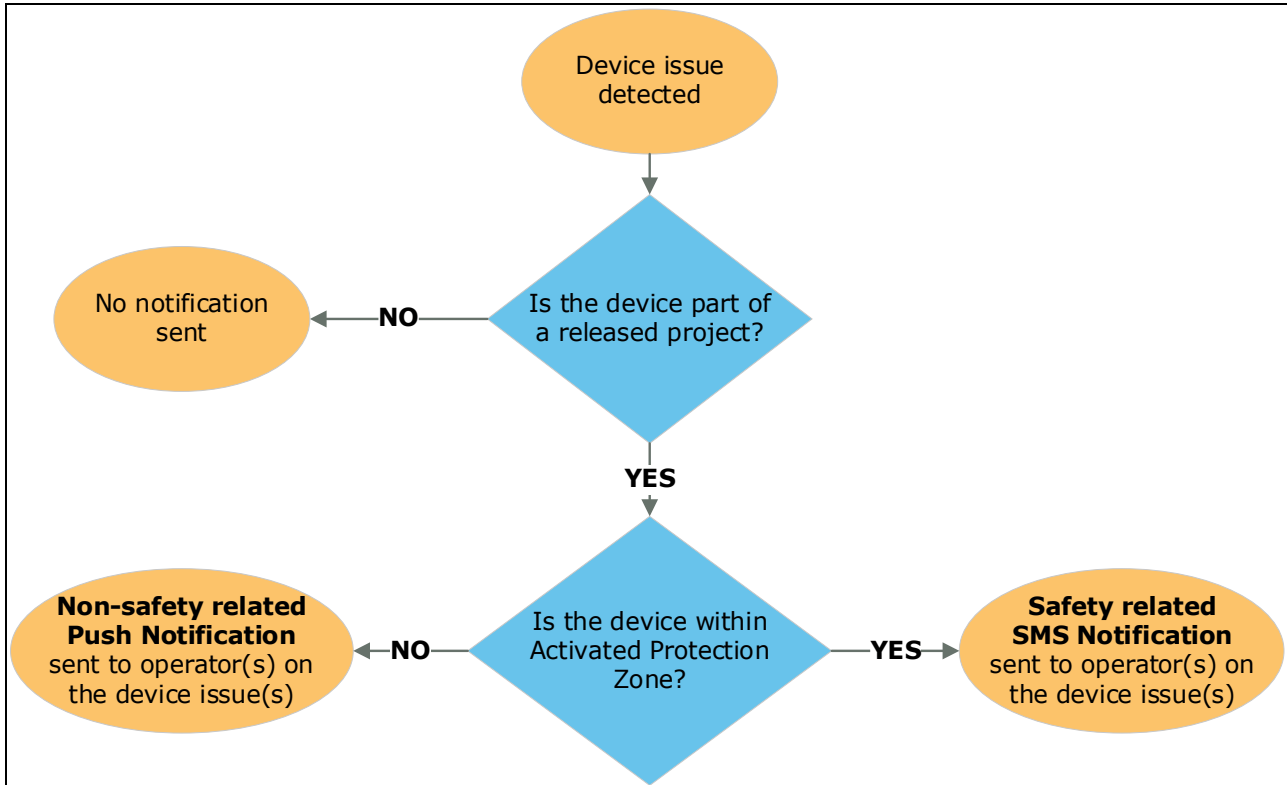 Device issue
detected
Is the device part of
a released project?
NO
No notification
sent
YES
Is the device within
Activated Protection
Zone?
NO
Non-safety related
Push Notification
sent to operator(s) on
the device issue(s)
YES
Safety related
SMS Notification
sent to operator(s) on
the device issue(s)